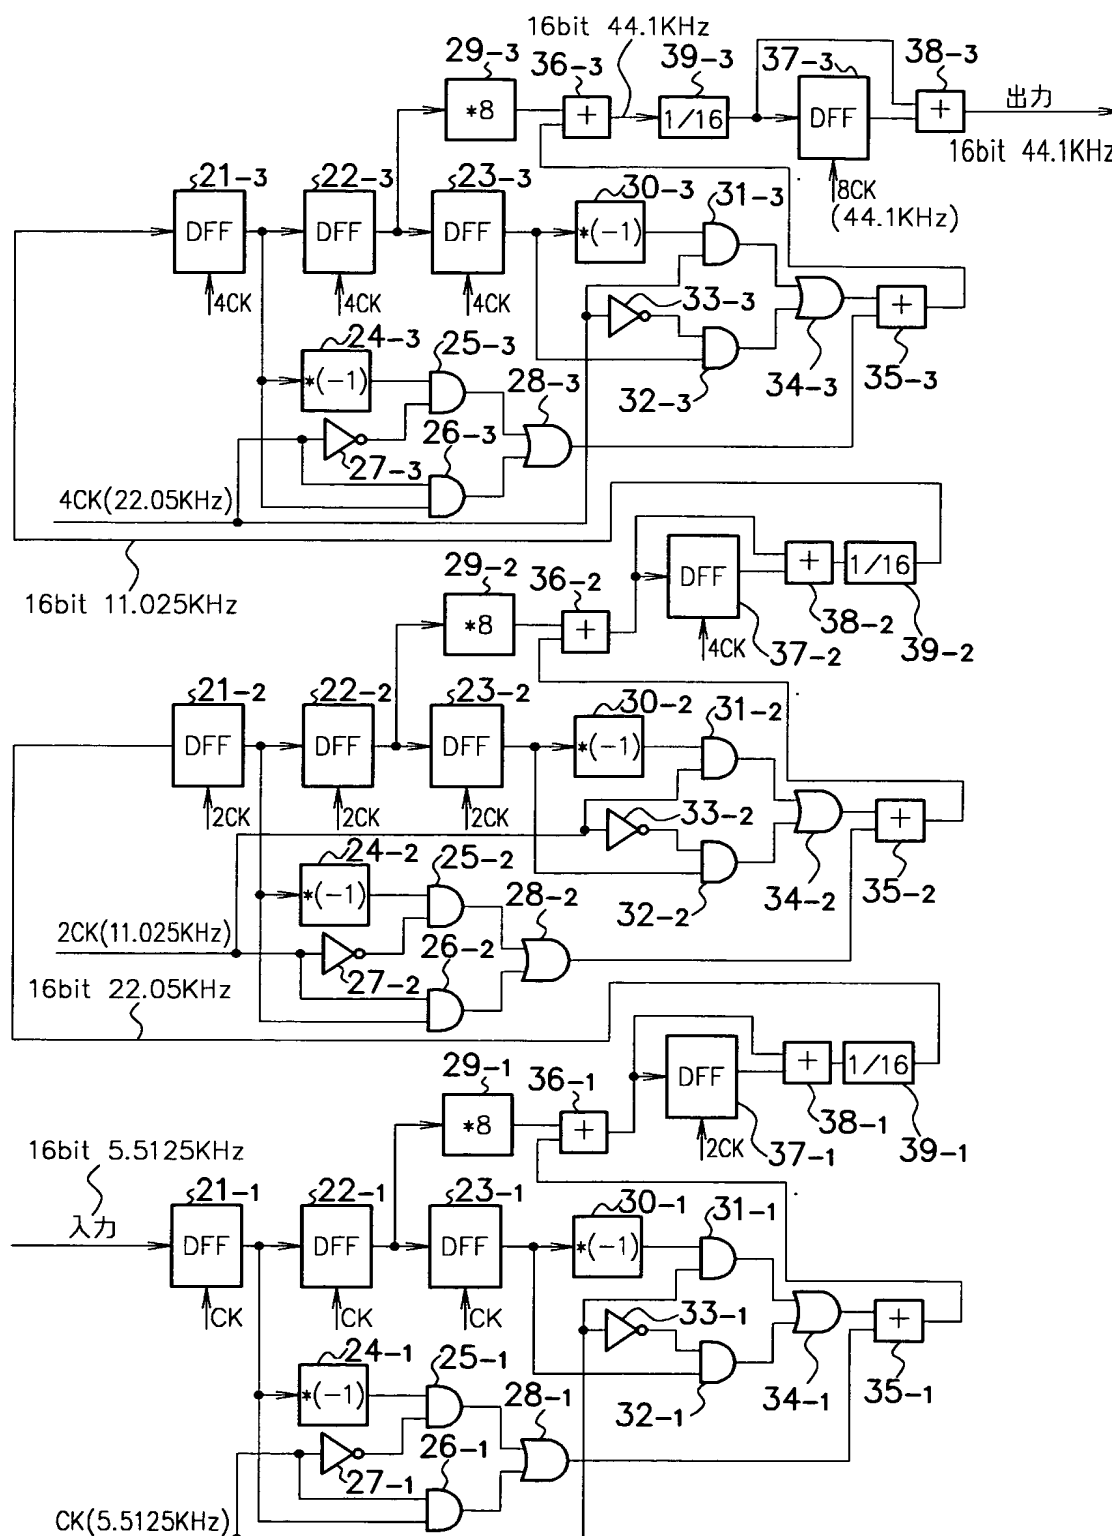 16bit 44.1KHz
29-3
36-3
39-3
37-3
38-3
*8
+
1/16
DFF
+
出力
16bit 44.1KHz
8CK
(44.1KHz)
21-3
22-3
23-3
30-3
31-3
DFF
DFF
DFF
*(-1)
4CK
4CK
4CK
33-3
+
24-3
25-3
28-3
32-3
34-3
35-3
*(-1)
26-3
27-3
4CK(22.05KHz)
16bit 11.025KHz
29-2
36-2
*8
+
DFF
+
1/16
4CK
37-2
38-2
39-2
21-2
22-2
23-2
30-2
31-2
DFF
DFF
DFF
*(-1)
2CK
2CK
2CK
33-2
+
24-2
25-2
28-2
32-2
34-2
35-2
*(-1)
26-2
27-2
2CK(11.025KHz)
16bit 22.05KHz
29-1
36-1
*8
+
DFF
+
1/16
2CK
37-1
38-1
39-1
16bit 5.5125KHz
入力
21-1
22-1
23-1
30-1
31-1
DFF
DFF
DFF
*(-1)
CK
CK
CK
33-1
+
24-1
25-1
28-1
32-1
34-1
35-1
*(-1)
26-1
27-1
CK(5.5125KHz)